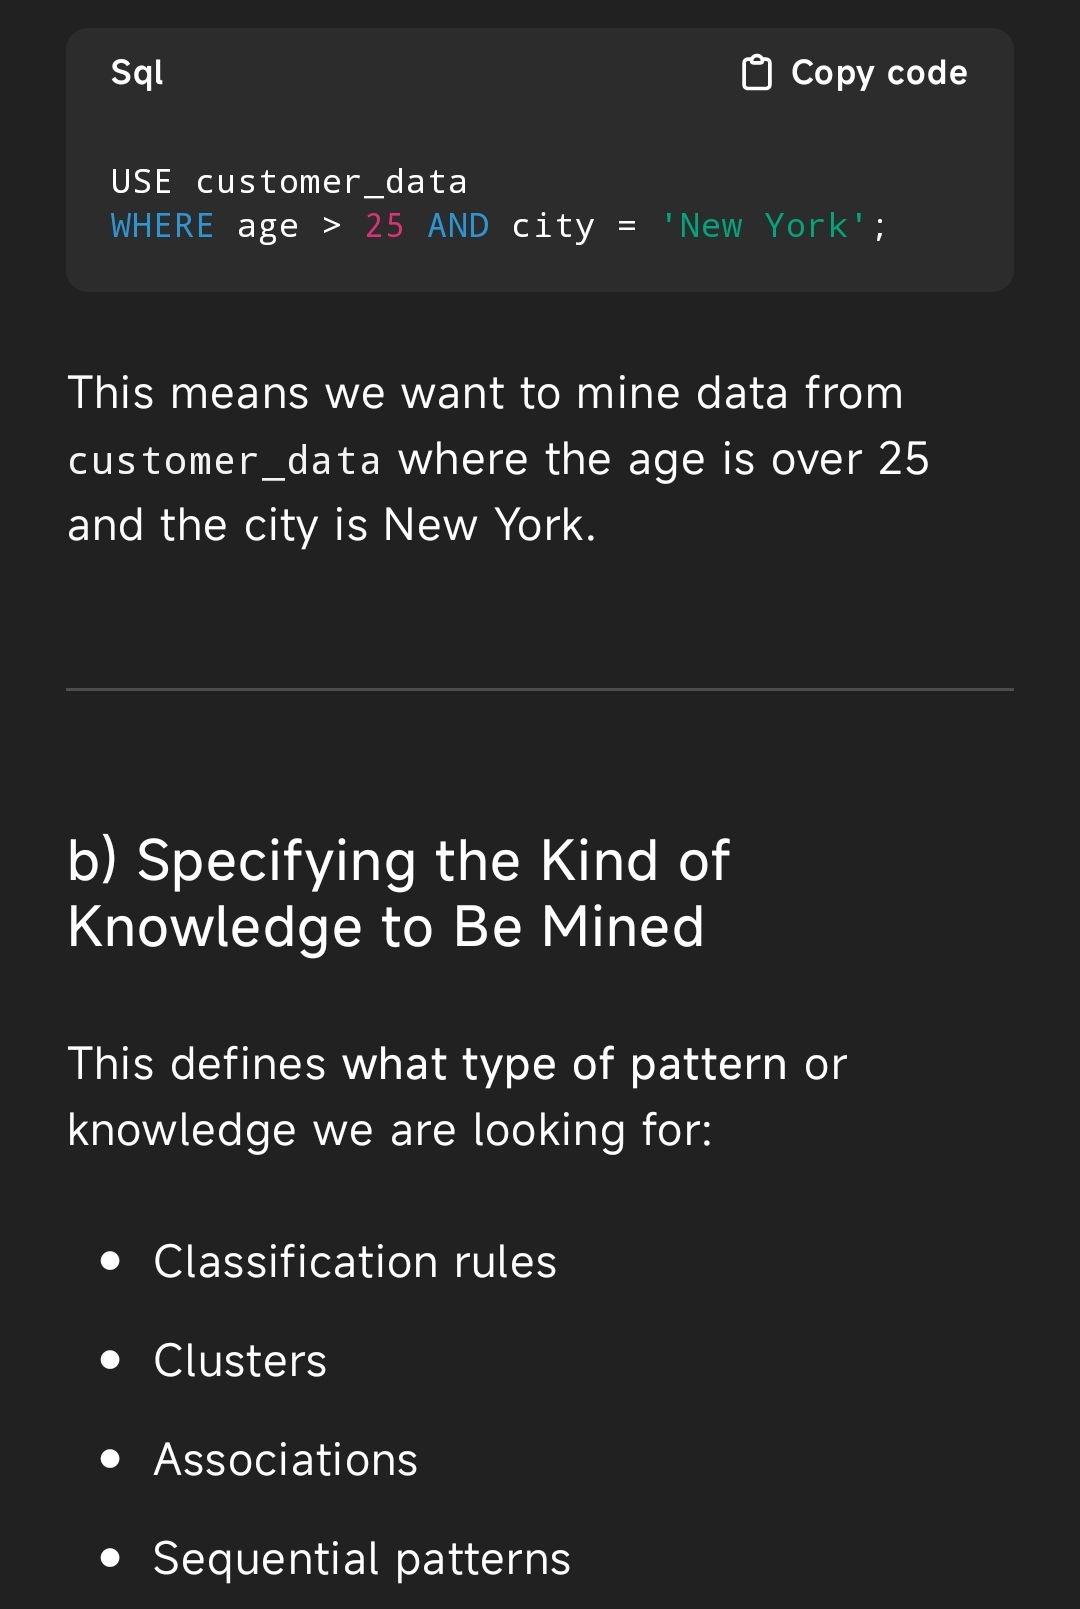 Sql
Copy code
USE customer_data
WHERE age > 25 AND city = 'New York';
This means we want to mine data from
customer_data where the age is over 25
and the city is New York.
b) Specifying the Kind of
Knowledge to Be Mined
This defines what type of pattern or
knowledge we are looking for:
• Classification rules
• Clusters
• Associations
• Sequential patterns